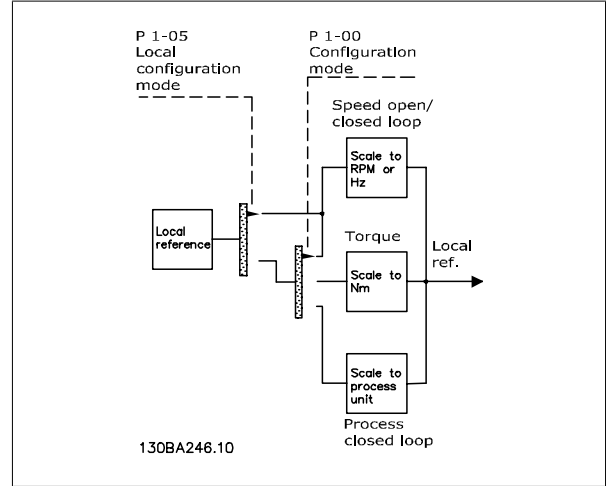 P 1-05
Local
configuration
mode
P 1-00
Configuration
mode
Speed open/
closed loop
Scale to
RPM or
Hz
Local
reference
Torque
Scale to
Nm
Local
ref.
Scale to
process
unit
Process
closed loop
130BA246.10